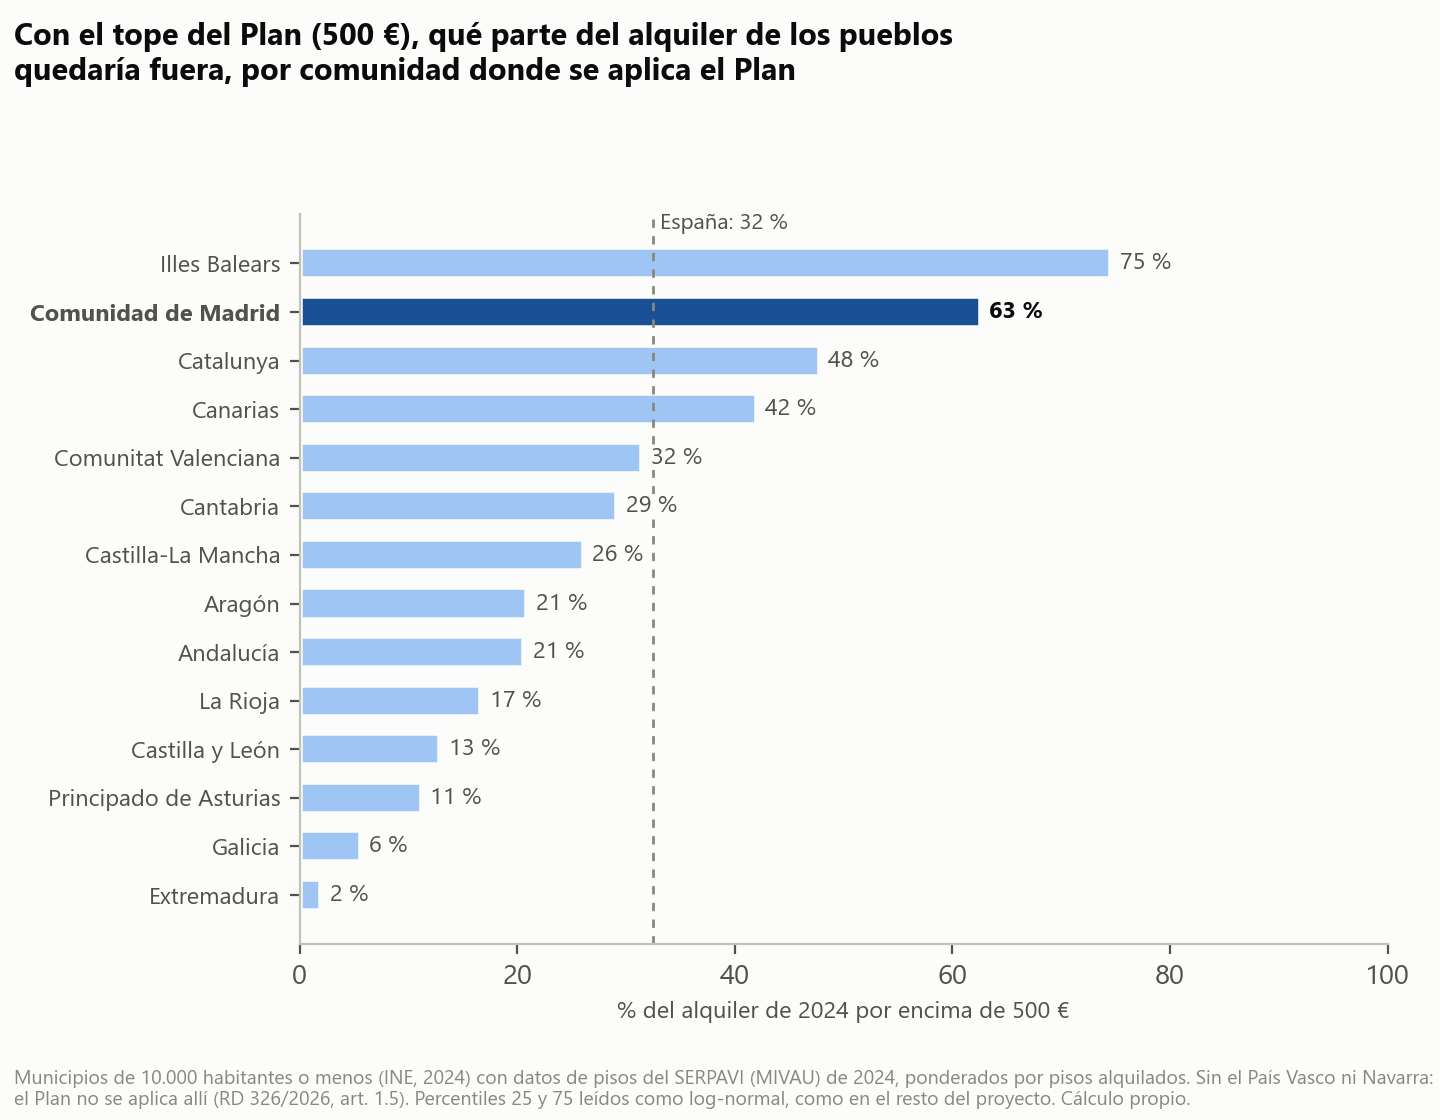 Con el tope del Plan (500 €), qué parte del alquiler de los pueblos
quedaría fuera, por comunidad donde se aplica el Plan
España: 32 %
Illes Balears 75 %
Comunidad de Madrid 63 %
Catalunya 48 %
Canarias 42 %
Comunitat Valenciana 32 %
Cantabria 29 %
Castilla-La Mancha 26 %
Aragón 21 %
Andalucía 21 %
La Rioja 17 %
Castilla y León 13 %
Principado de Asturias 11 %
Galicia 6 %
Extremadura 2 %
0 20 40 60 80 100
% del alquiler de 2024 por encima de 500 €
Municipios de 10.000 habitantes o menos (INE, 2024) con datos de pisos del SERPAVI (MIVAU) de 2024, ponderados por pisos alquilados. Sin el País Vasco ni Navarra:
el Plan no se aplica allí (RD 326/2026, art. 1.5). Percentiles 25 y 75 leídos como log-normal, como en el resto del proyecto. Cálculo propio.